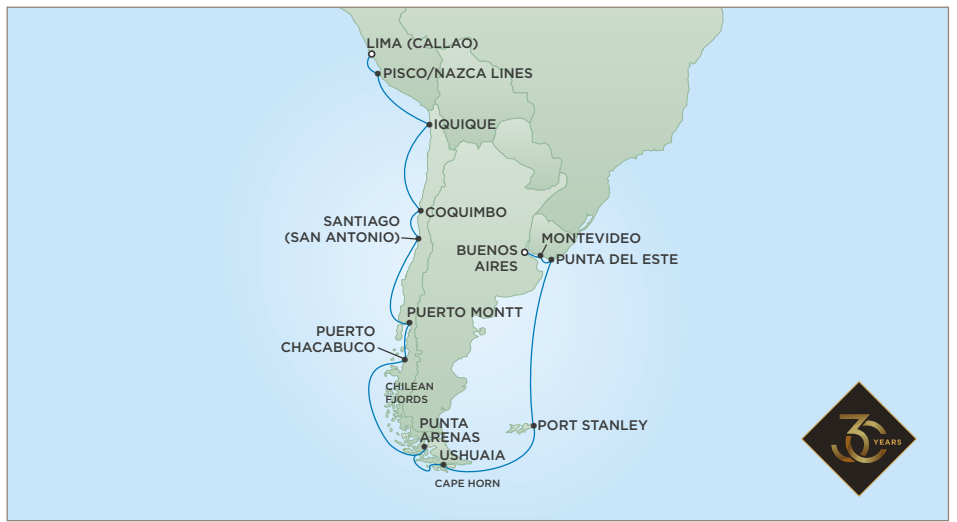 LIMA (CALLAO)
PISCO/NAZCA LINES
IQUIQUE
COQUIMBO
SANTIAGO
(SAN ANTONIO)
BUENOS
AIRES
MONTEVIDEO
PUNTA DEL ESTE
PUERTO MONTT
PUERTO
CHACABUCO
CHILEAN
FJORDS
PUNTA
ARENAS
PORT STANLEY
USHUAIA
CAPE HORN
30 YEARS